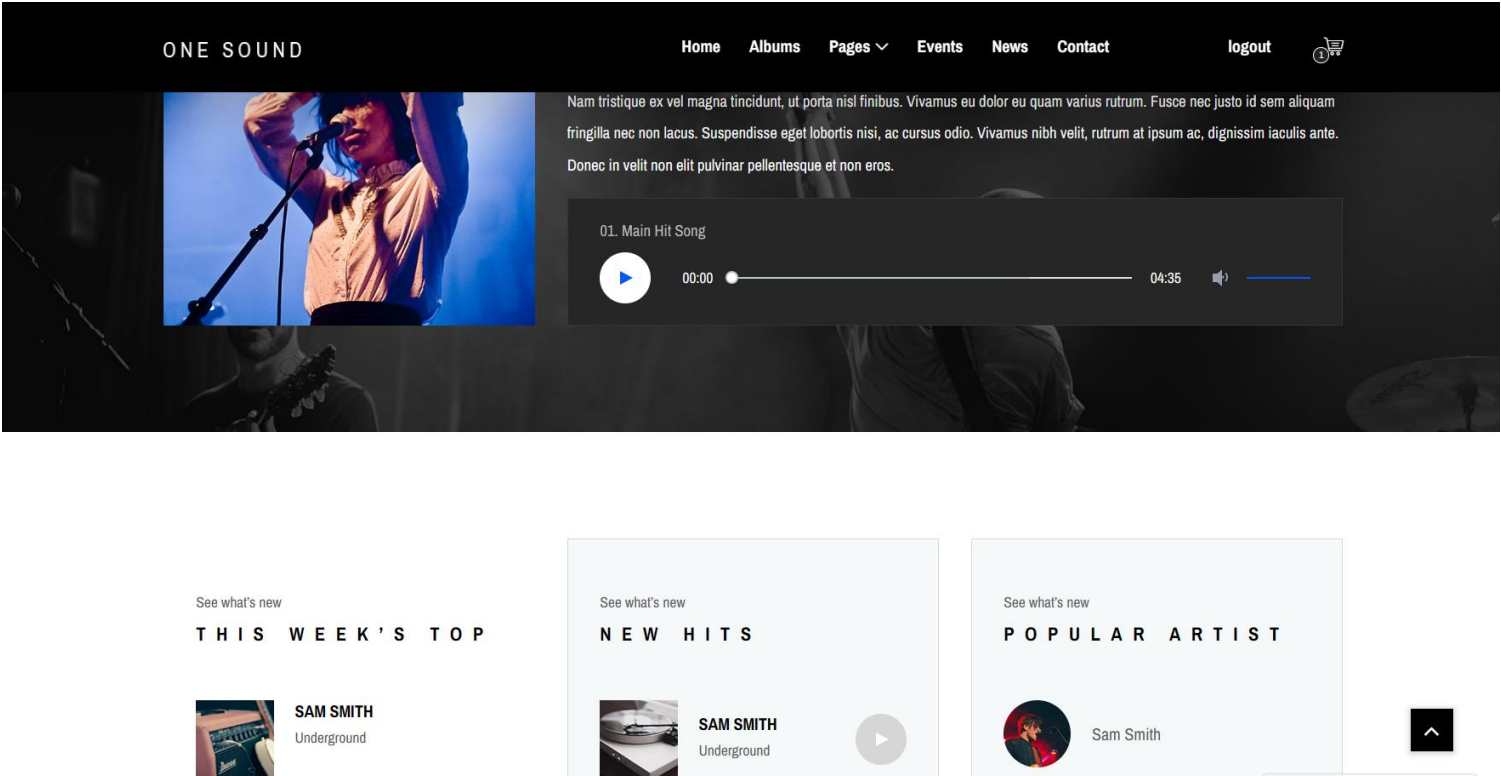 ONE SOUND
Home Albums Pages Events News Contact logout 1
Nam tristique ex vel magna tincidunt, ut porta nisl finibus. Vivamus eu dolor eu quam varius rutrum. Fusce nec justo id sem aliquam
fringilla nec non lacus. Suspendisse eget lobortis nisi, ac cursus odio. Vivamus nibh velit, rutrum at ipsum ac, dignissim iaculis ante.
Donec in velit non elit pulvinar pellentesque et non eros.
01. Main Hit Song
00:00 04:35
See what’s new
THIS WEEK’S TOP
SAM SMITH
Underground
See what’s new
NEW HITS
SAM SMITH
Underground
See what’s new
POPULAR ARTIST
Sam Smith